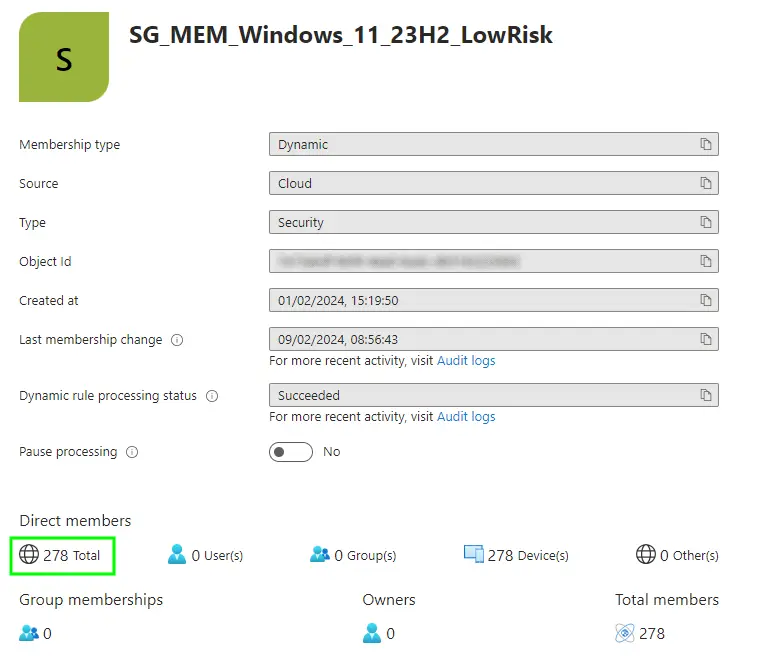 S
SG_MEM_Windows_11_23H2_LowRisk
Membership type Dynamic
Source Cloud
Type Security
Object Id
Created at 01/02/2024, 15:19:50
Last membership change 09/02/2024, 08:56:43
For more recent activity, visit Audit logs
Dynamic rule processing status Succeeded
For more recent activity, visit Audit logs
Pause processing No
Direct members
278 Total 0 User(s) 0 Group(s) 278 Device(s) 0 Other(s)
Group memberships Owners Total members
0 0 278